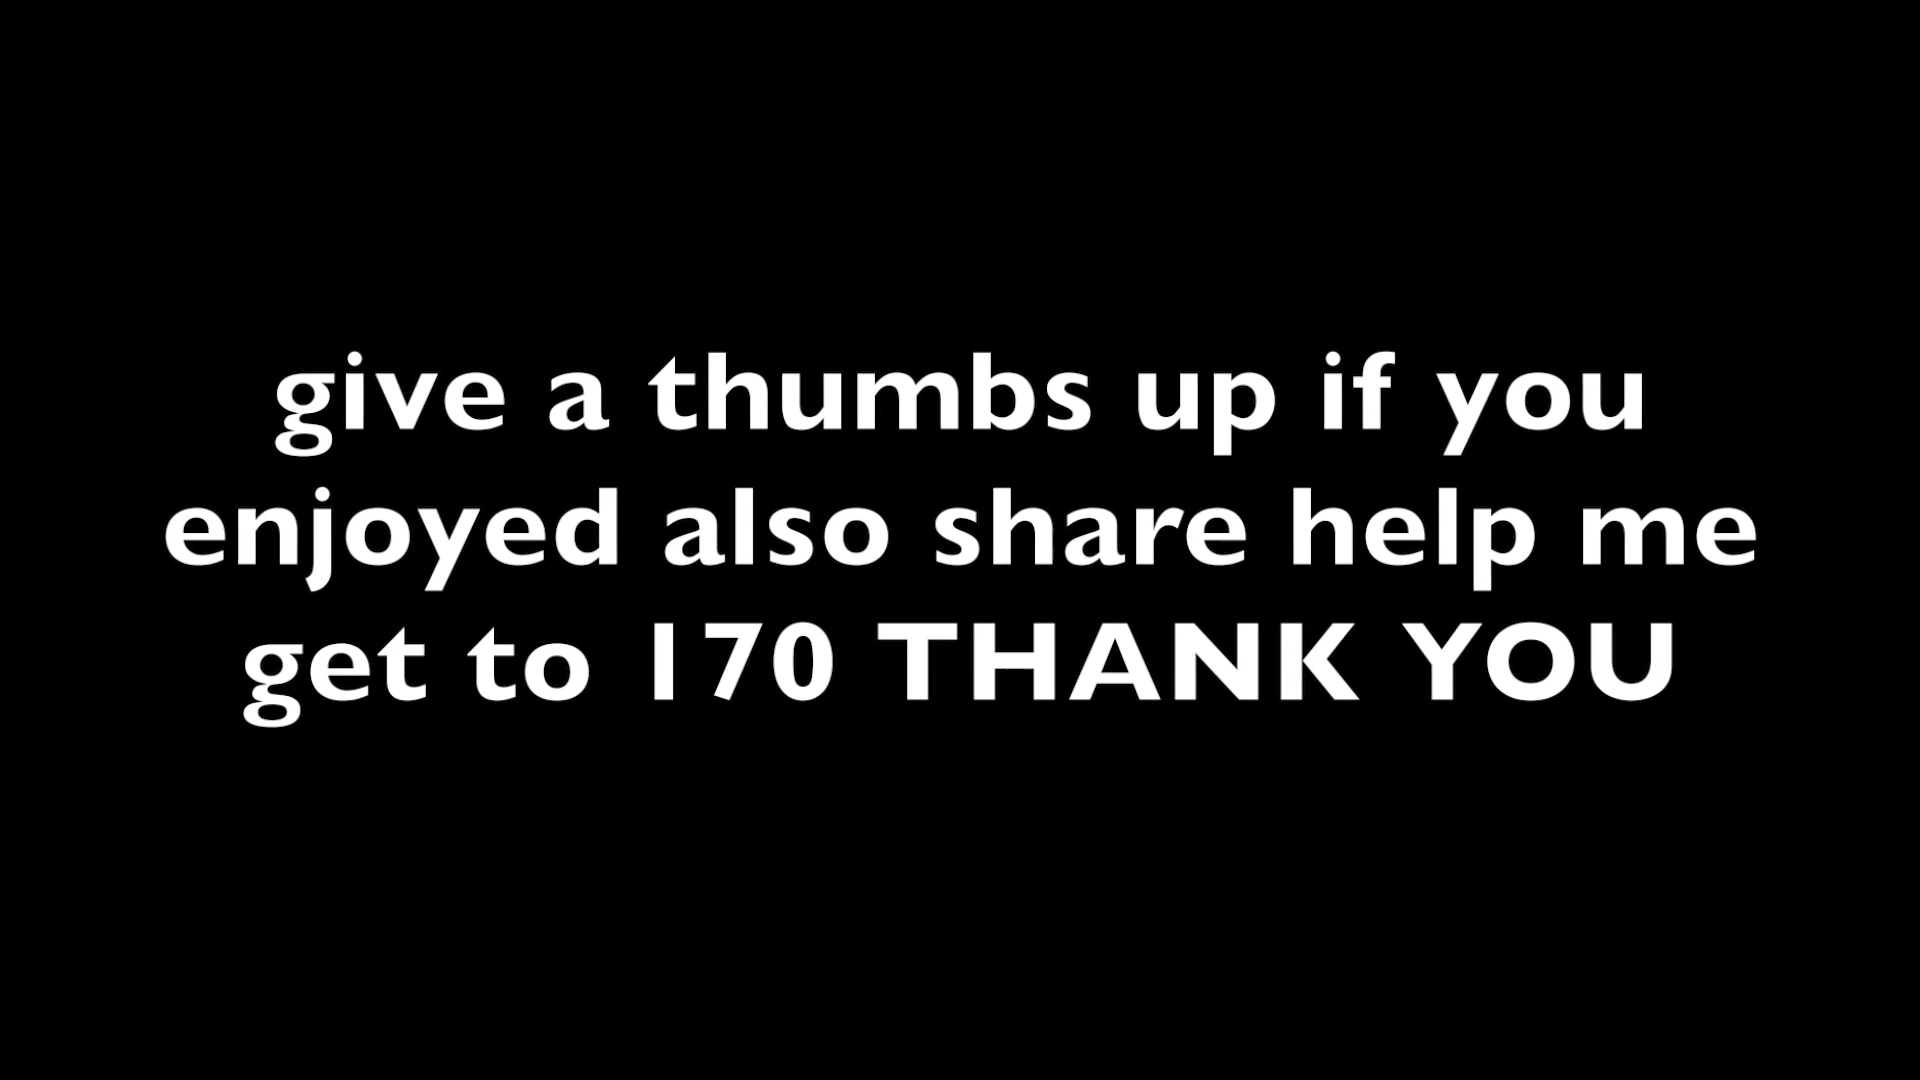 give a thumbs up if you
enjoyed also share help me
get to 170 THANK YOU